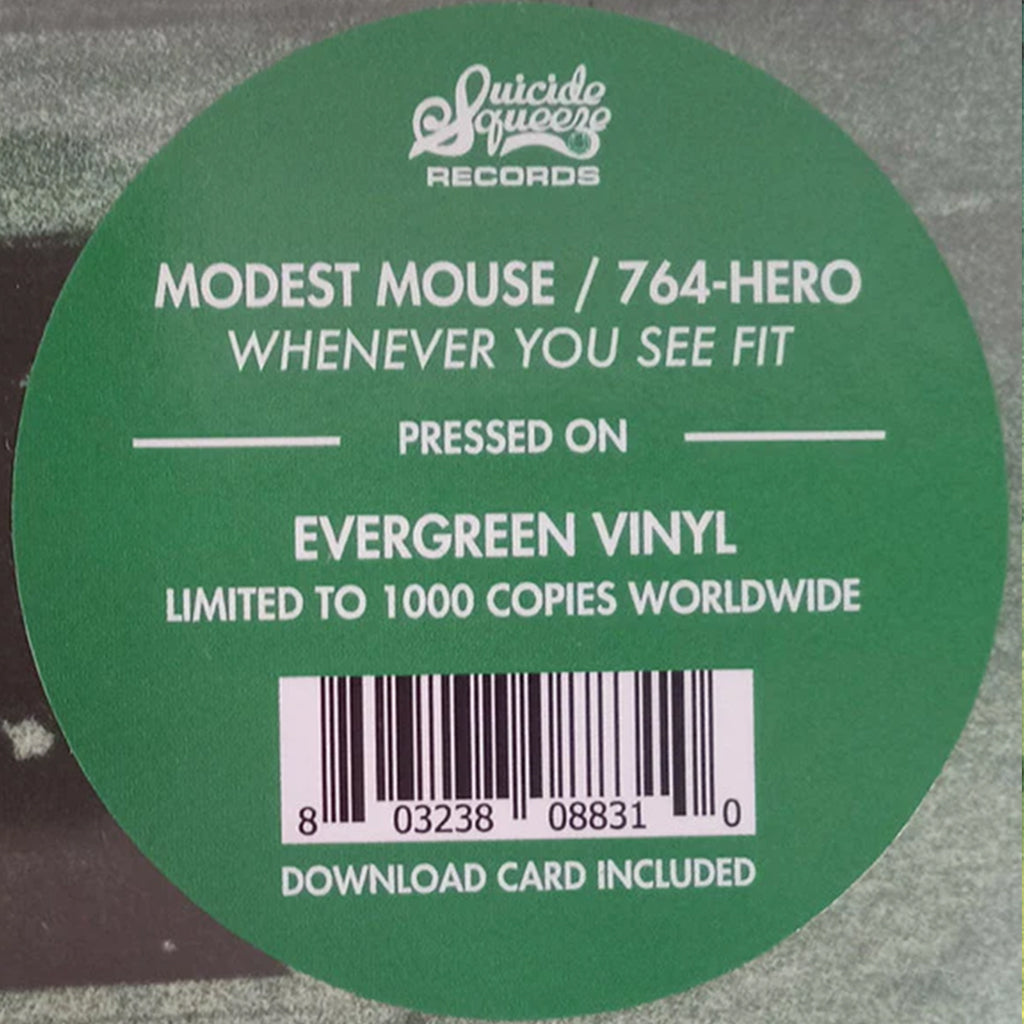 Suicide
Squeeze
RECORDS
MODEST MOUSE / 764-HERO
WHENEVER YOU SEE FIT
PRESSED ON
EVERGREEN VINYL
LIMITED TO 1000 COPIES WORLDWIDE
8 03238 08831 0
DOWNLOAD CARD INCLUDED